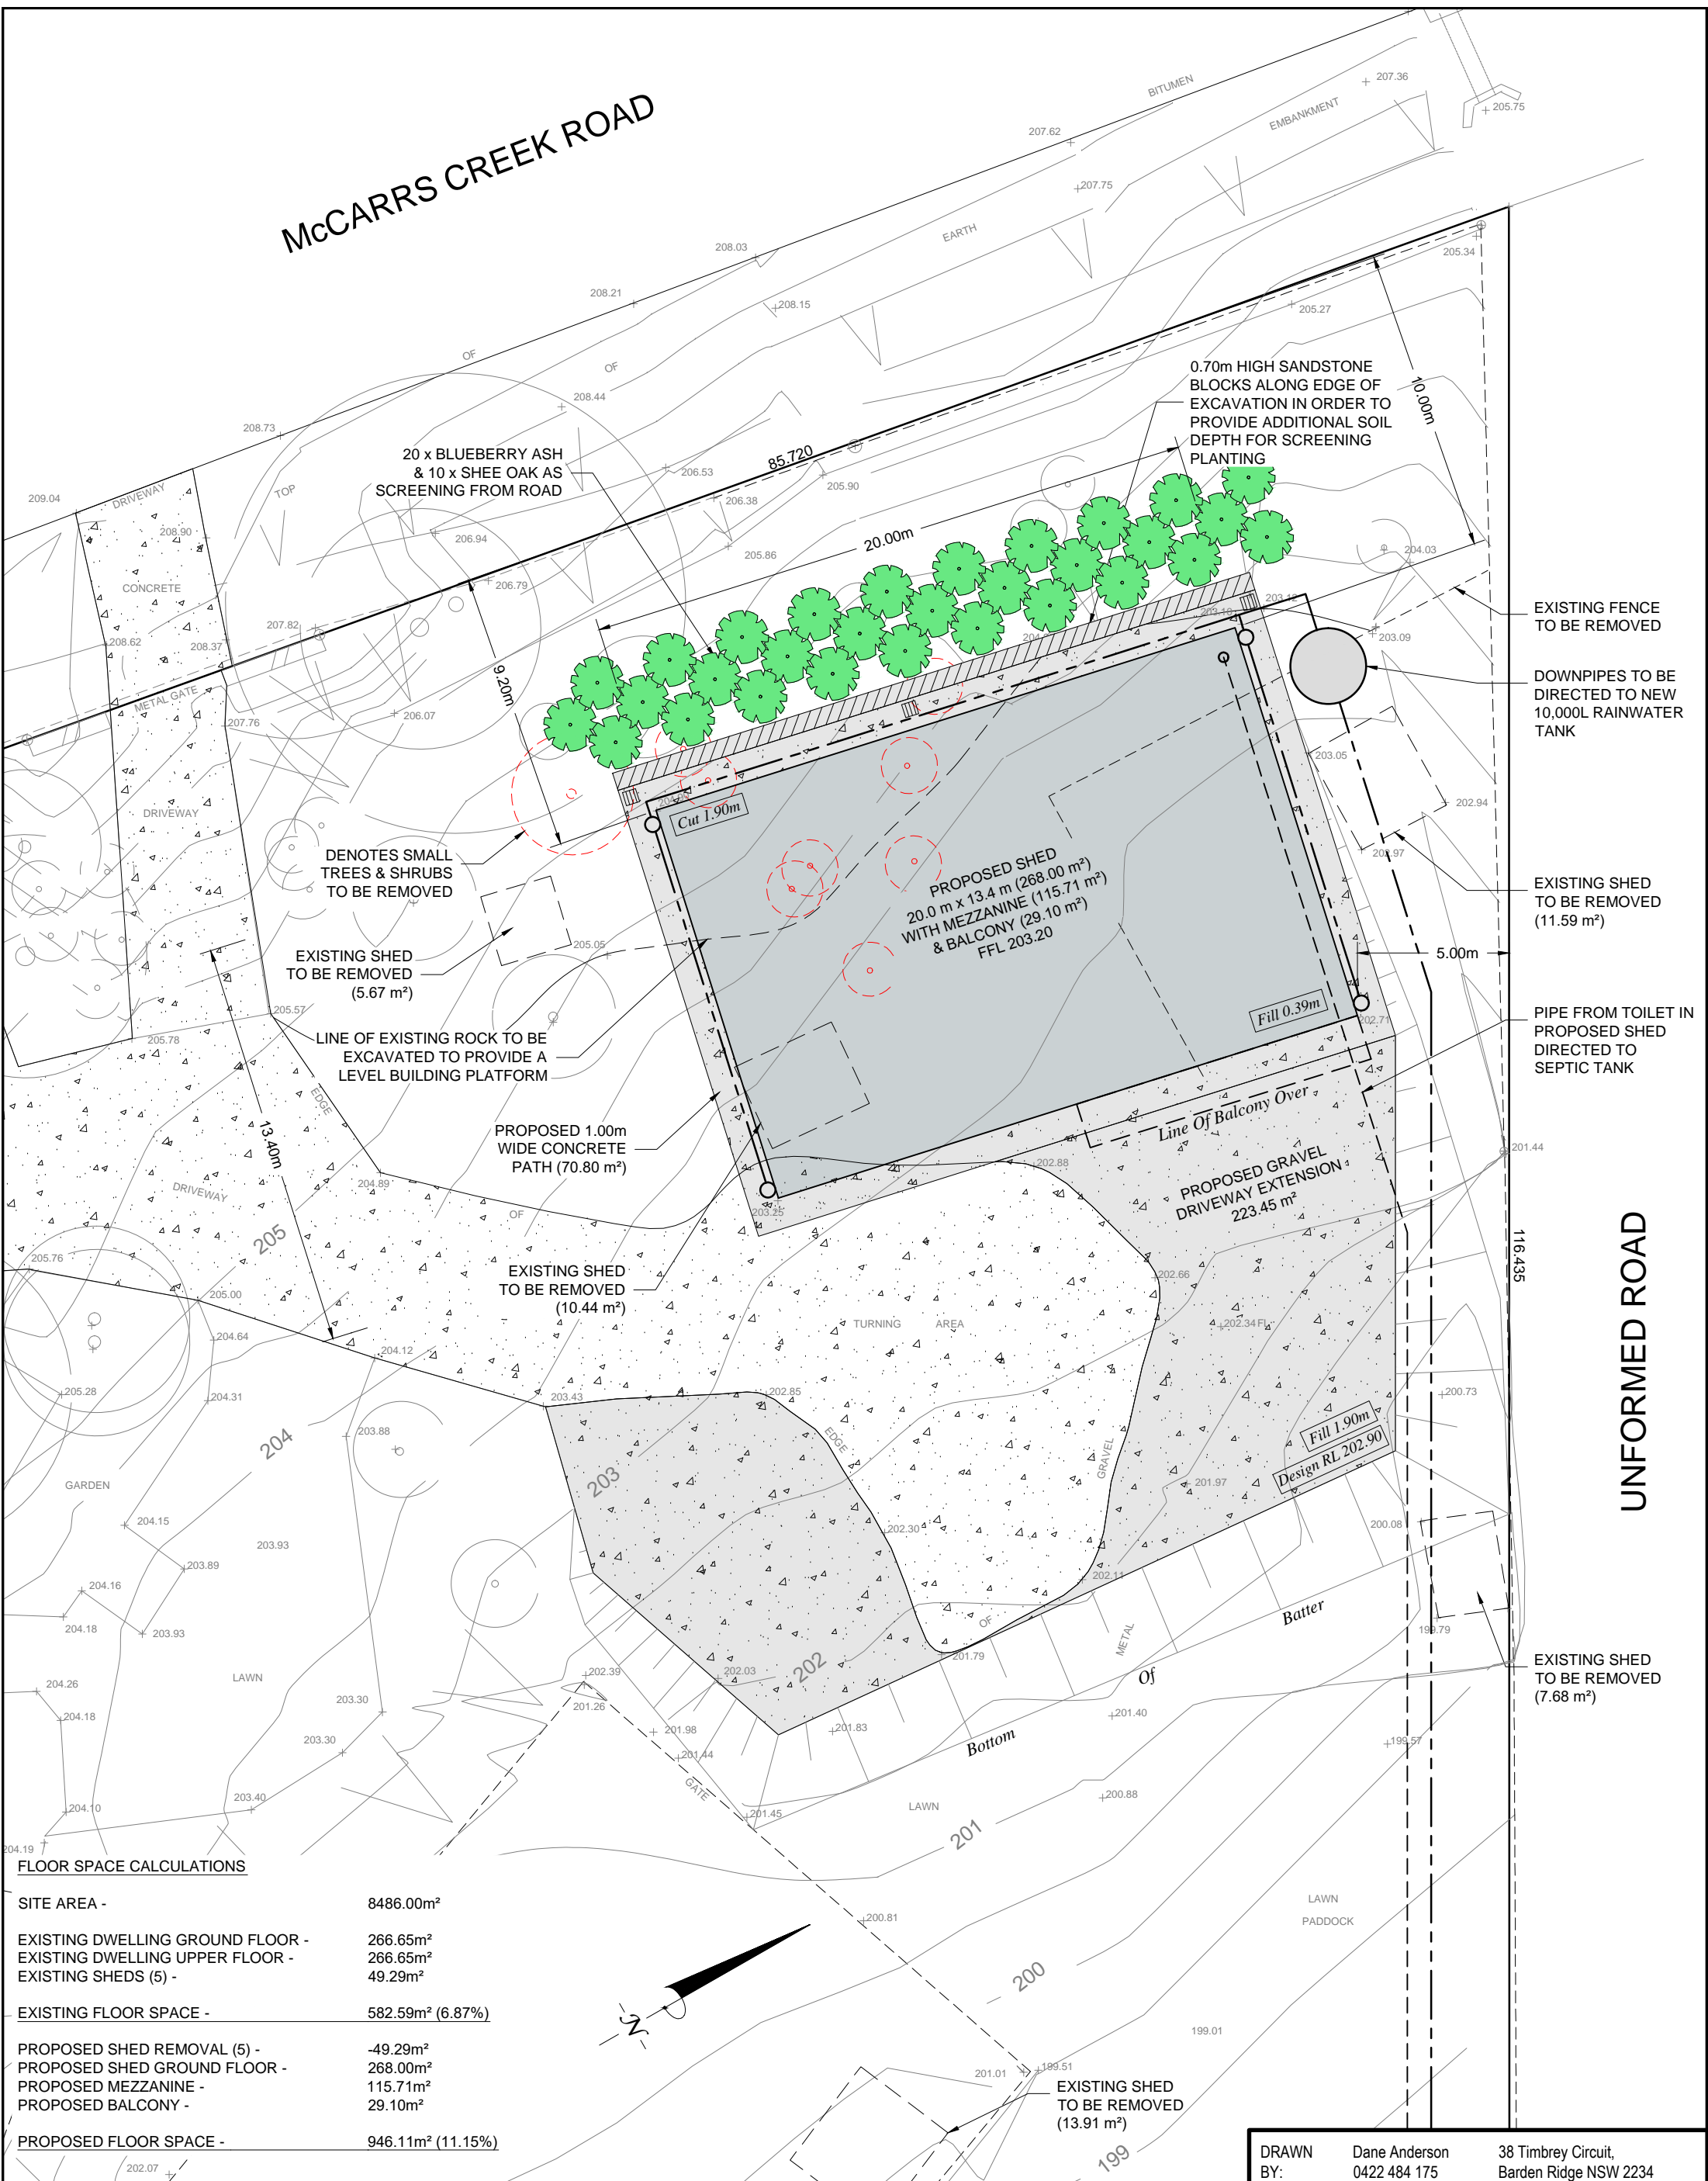 McCARRS CREEK ROAD
BITUMEN
207.36
205.75
EMBANKMENT
207.62
207.75
EARTH
208.03
205.34
208.21
208.15
205.27
OF
OF
0.70m HIGH SANDSTONE
BLOCKS ALONG EDGE OF
EXCAVATION IN ORDER TO
PROVIDE ADDITIONAL SOIL
DEPTH FOR SCREENING
PLANTING
10.00m
208.44
208.73
20 x BLUEBERRY ASH
& 10 x SHEE OAK AS
SCREENING FROM ROAD
85.720
206.53
205.90
206.38
209.04
DRIVEWAY
TOP
208.90
206.94
205.86
20.00m
204.03
CONCRETE
206.79
207.82
208.62
208.37
203.10
203.12
203.09
EXISTING FENCE
TO BE REMOVED
9.20m
METAL GATE
207.76
206.07
DOWNPIPES TO BE
DIRECTED TO NEW
10,000L RAINWATER
TANK
203.05
202.94
DRIVEWAY
Cut 1.90m
202.97
DENOTES SMALL
TREES & SHRUBS
TO BE REMOVED
PROPOSED SHED
20.0 m x 13.4 m (268.00 m²)
WITH MEZZANINE (115.71 m²)
& BALCONY (29.10 m²)
FFL 203.20
EXISTING SHED
TO BE REMOVED
(11.59 m²)
205.05
EXISTING SHED
TO BE REMOVED
(5.67 m²)
5.00m
205.57
205.78
Fill 0.39m
202.71
LINE OF EXISTING ROCK TO BE
EXCAVATED TO PROVIDE A
LEVEL BUILDING PLATFORM
PIPE FROM TOILET IN
PROPOSED SHED
DIRECTED TO
SEPTIC TANK
EDGE
13.40m
PROPOSED 1.00m
WIDE CONCRETE
PATH (70.80 m²)
Line Of Balcony Over
201.44
202.88
204.89
DRIVEWAY
PROPOSED GRAVEL
DRIVEWAY EXTENSION
223.45 m²
OF
203.25
205
205.76
EXISTING SHED
TO BE REMOVED
(10.44 m²)
202.66
116.435
UNFORMED ROAD
205.00
204.64
TURNING AREA
202.34FL
204.12
205.28
204.31
203.43
202.85
200.73
203.88
204
EDGE
Fill 1.90m
Design RL 202.90
GRAVEL
203
GARDEN
201.97
204.15
203.93
202.30
200.08
203.89
204.16
202.11
204.18
203.93
OF
METAL
Batter
199.79
LAWN
202.39
202.03
202
201.79
Of
EXISTING SHED
TO BE REMOVED
(7.68 m²)
204.26
204.18
203.30
201.26
201.98
201.83
201.40
203.30
201.44
Bottom
199.57
GATE
204.10
203.40
201.45
LAWN
200.88
201
204.19
FLOOR SPACE CALCULATIONS
SITE AREA - 8486.00m²
EXISTING DWELLING GROUND FLOOR - 266.65m²
EXISTING DWELLING UPPER FLOOR - 266.65m²
EXISTING SHEDS (5) - 49.29m²
EXISTING FLOOR SPACE - 582.59m² (6.87%)
PROPOSED SHED REMOVAL (5) - -49.29m²
PROPOSED SHED GROUND FLOOR - 268.00m²
PROPOSED MEZZANINE - 115.71m²
PROPOSED BALCONY - 29.10m²
PROPOSED FLOOR SPACE - 946.11m² (11.15%)
LAWN
PADDOCK
200.81
200
N
199.01
201.01
199.51
EXISTING SHED
TO BE REMOVED
(13.91 m²)
199
202.07
DRAWN BY: Dane Anderson 0422 484 175
38 Timbrey Circuit, Barden Ridge NSW 2234